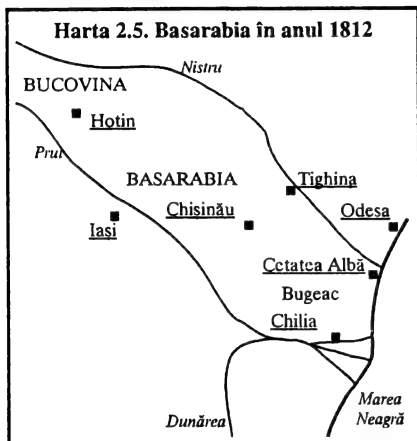 Harta 2.5. Basarabia în anul 1812
Nistru
BUCOVINA
Hotin
Prut
BASARABIA
Tighina
Chișinău
Odesa
Iași
Cetatea Albă
Bugeac
Chilia
Dunărea
Marea
Neagră